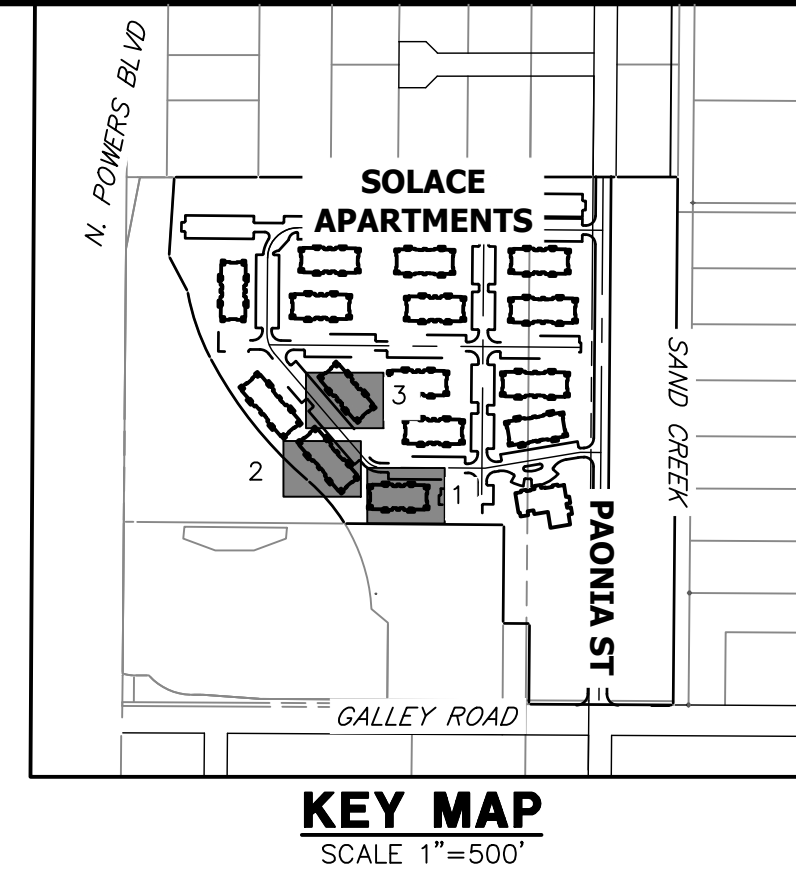 N. POWERS BLVD
SOLACE
APARTMENTS
SAND CREEK
3
2
1
PAONIA ST
GALLEY ROAD
KEY MAP
SCALE 1"=500'